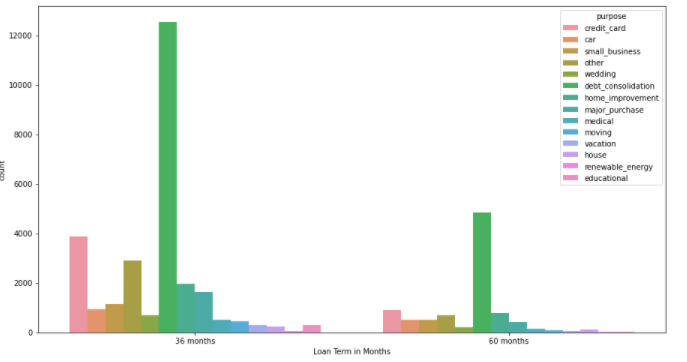 12000
10000
8000
6000
4000
2000
0
count
36 months
60 months
Loan Term in Months
purpose
credit_card
car
small_business
other
wedding
debt_consolidation
home_improvement
major_purchase
medical
moving
vacation
house
renewable_energy
educational